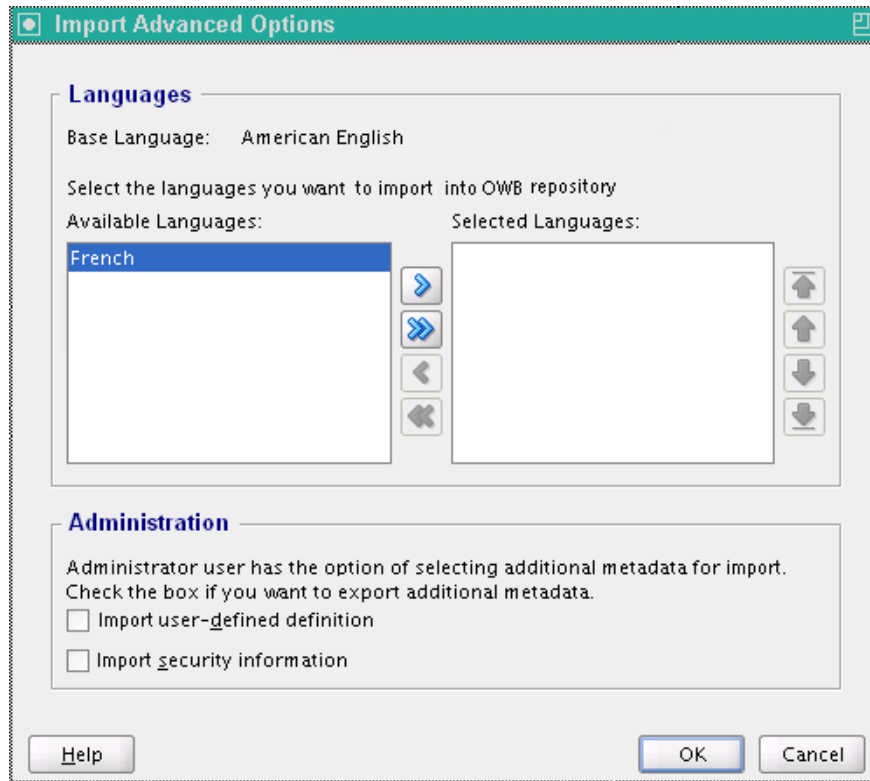 Import Advanced Options
Languages
Base Language: American English
Select the languages you want to import into OWB repository
Available Languages: Selected Languages:
French
Administration
Administrator user has the option of selecting additional metadata for import.
Check the box if you want to export additional metadata.
Import user-defined definition
Import security information
Help OK Cancel